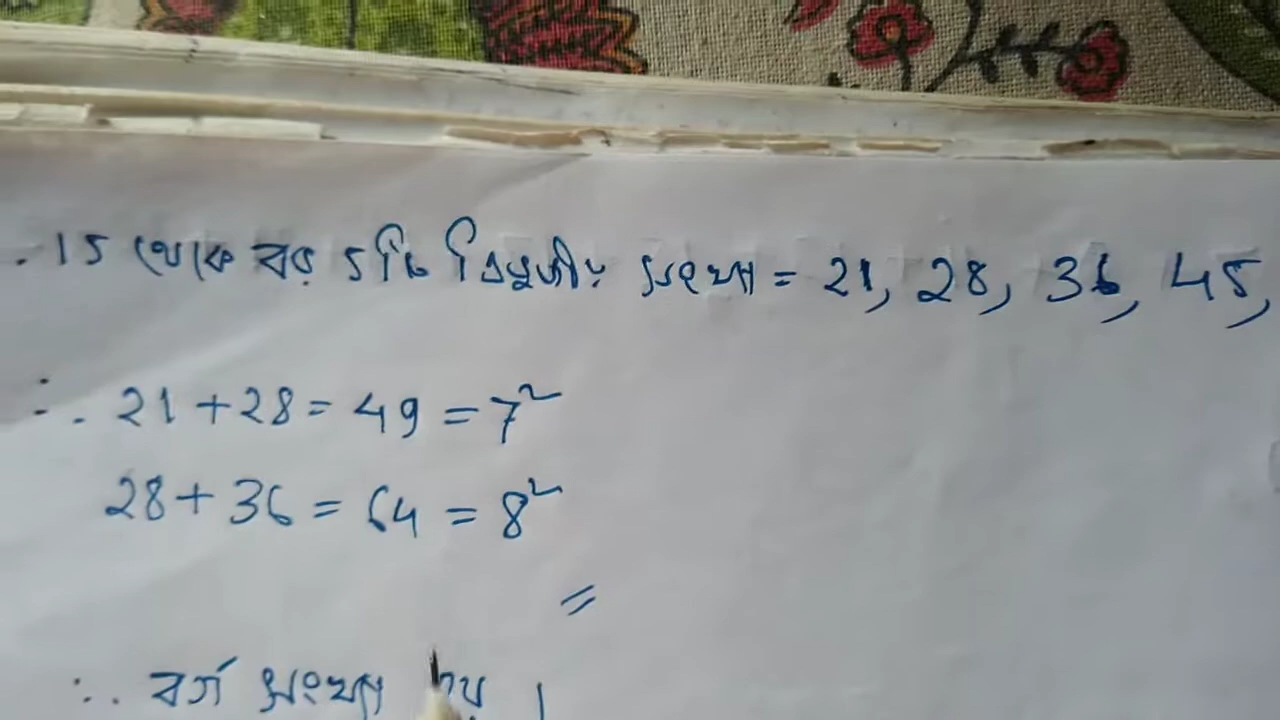 . 15 থেকে বড় 5টি ত্রিভুজীয় সংখ্যা = 21, 28, 36, 45,
∴ 21 + 28 = 49 = 7²
28 + 36 = 64 = 8²
=
∴ বর্গ সংখ্যা হয় ।